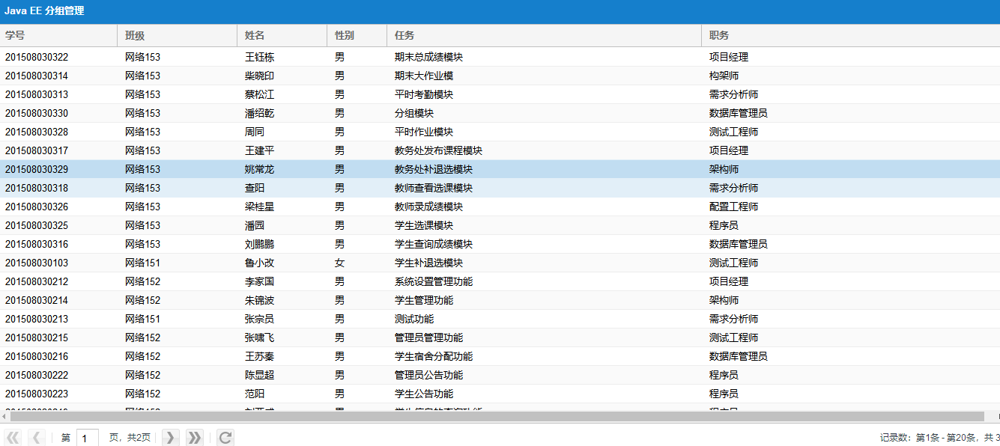 Java EE 分组管理
学号 班级 姓名 性别 任务 职务
201508030322 网络153 王钰栋 男 期末总成绩模块 项目经理
201508030314 网络153 柴晓印 男 期末大作业模 构架师
201508030313 网络153 蔡松江 男 平时考勤模块 需求分析师
201508030330 网络153 潘绍乾 男 分组模块 数据库管理员
201508030328 网络153 周同 男 平时作业模块 测试工程师
201508030317 网络153 王建平 男 教务处发布课程模块 项目经理
201508030329 网络153 姚常龙 男 教务处补退选模块 架构师
201508030318 网络153 查阳 男 教师查看选课模块 需求分析师
201508030326 网络153 梁桂星 男 教师录成绩模块 配置工程师
201508030325 网络153 潘园 男 学生选课模块 程序员
201508030316 网络153 刘鹏鹏 男 学生查询成绩模块 数据库管理员
201508030103 网络151 鲁小改 女 学生补退选模块 测试工程师
201508030212 网络152 李家国 男 系统设置管理功能 项目经理
201508030214 网络152 朱锦波 男 学生管理功能 架构师
201508030213 网络151 张宗员 男 测试功能 需求分析师
201508030215 网络152 张啸飞 男 管理员管理功能 测试工程师
201508030216 网络152 王苏秦 男 学生宿舍分配功能 数据库管理员
201508030222 网络152 陈显超 男 管理员公告功能 程序员
201508030223 网络152 范阳 男 学生公告功能 程序员
第 1 页，共2页 记录数：第1条 - 第20条，共 3